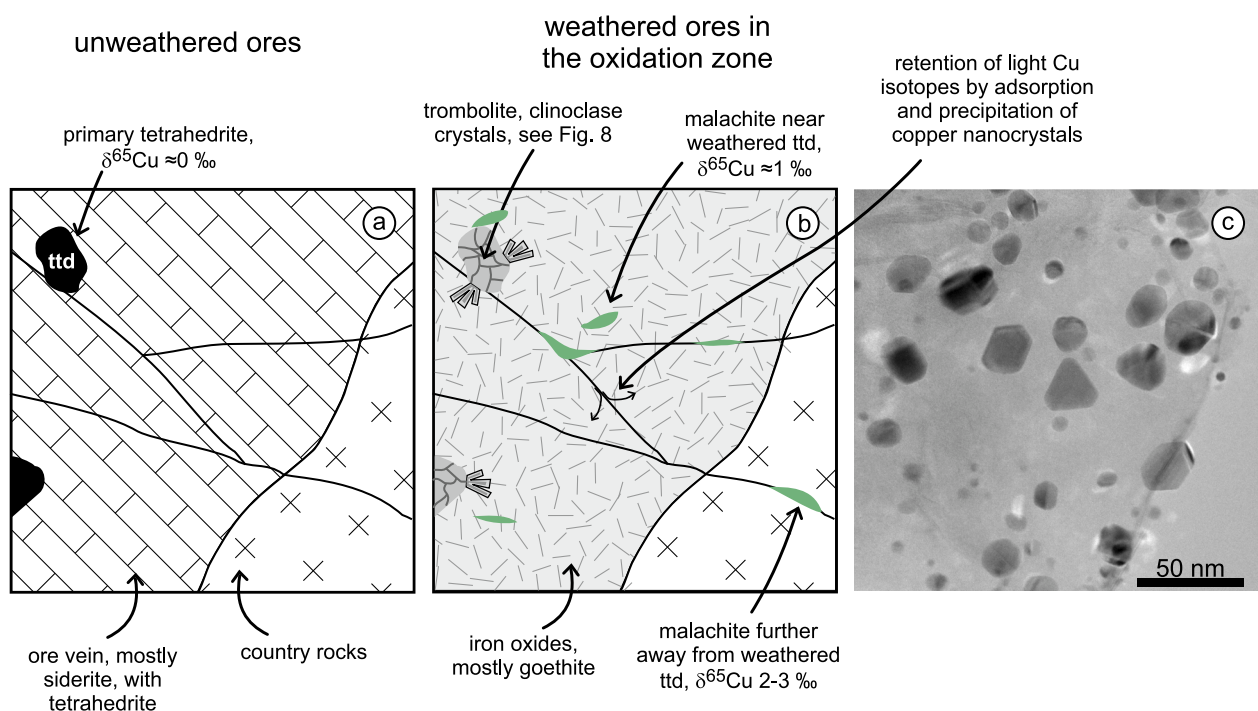 unweathered ores
weathered ores in
the oxidation zone
primary tetrahedrite,
δ⁶⁵Cu ≈0 ‰
trombolite, clinoclase
crystals, see Fig. 8
malachite near
weathered ttd,
δ⁶⁵Cu ≈1 ‰
retention of light Cu
isotopes by adsorption
and precipitation of
copper nanocrystals
a
ttd
b
c
50 nm
ore vein, mostly
siderite, with
tetrahedrite
country rocks
iron oxides,
mostly goethite
malachite further
away from weathered
ttd, δ⁶⁵Cu 2-3 ‰